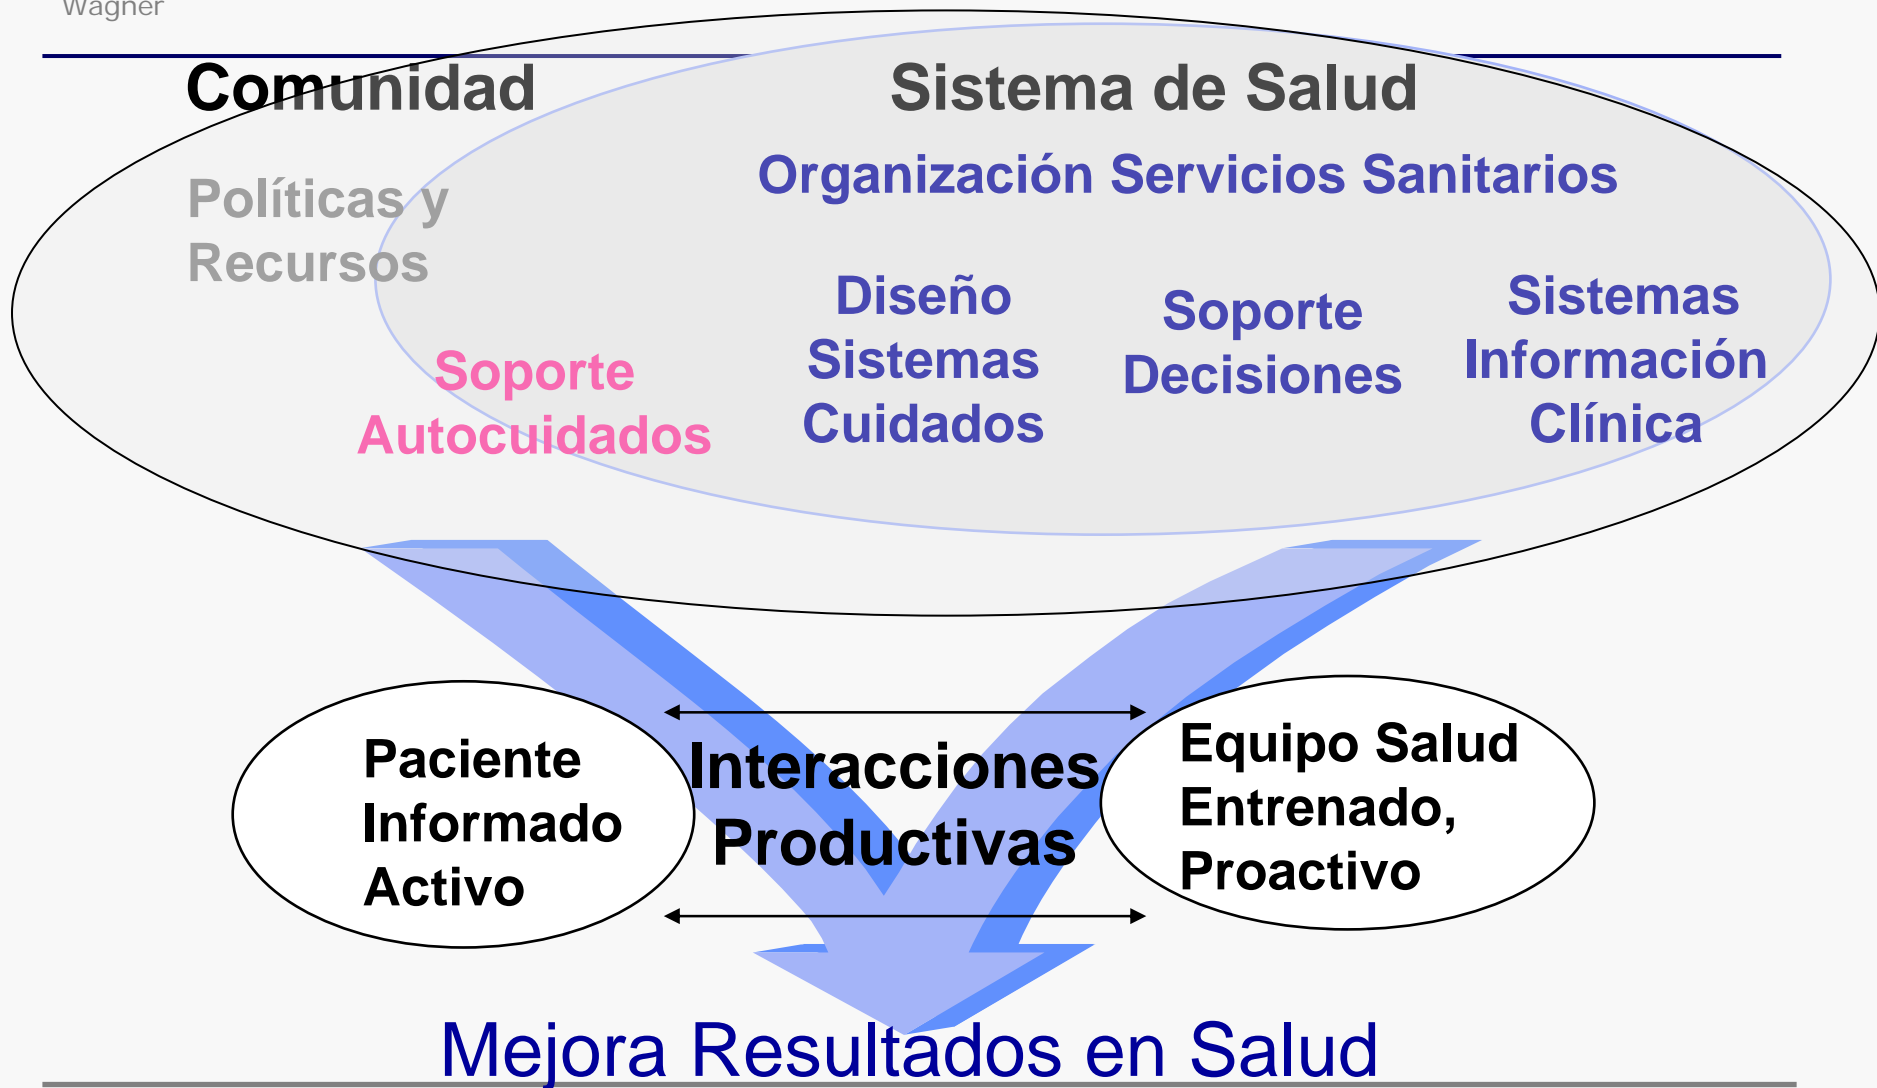 Wagner
Comunidad
Sistema de Salud
Organización Servicios Sanitarios
Políticas y
Recursos
Soporte
Autocuidados
Diseño
Sistemas
Cuidados
Soporte
Decisiones
Sistemas
Información
Clínica
Paciente
Informado
Activo
Interacciones
Productivas
Equipo Salud
Entrenado,
Proactivo
Mejora Resultados en Salud